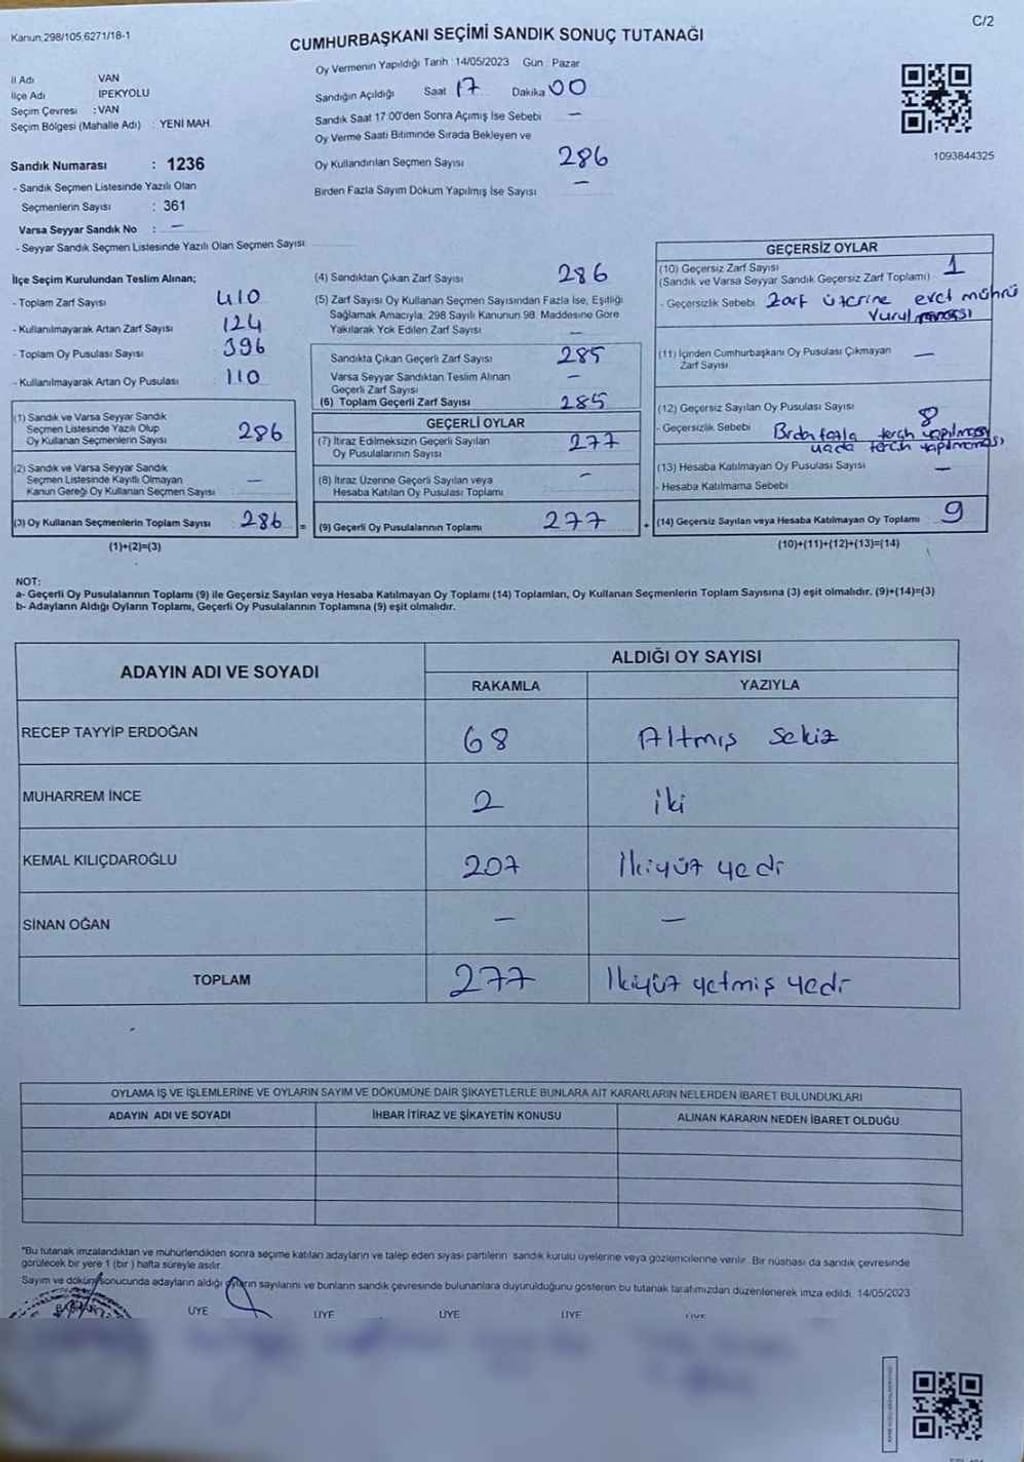 Kanun.298/105,6271/18-1
C/2
CUMHURBAŞKANI SEÇİMİ SANDIK SONUÇ TUTANAĞI
Oy Vermenin Yapıldığı Tarih : 14/05/2023 Gün : Pazar
İl Adı VAN
İlçe Adı IPEKYOLU
Seçim Çevresi : VAN
Seçim Bölgesi (Mahalle Adı) : YENİ MAH.
Sandık Numarası : 1236
- Sandık Seçmen Listesinde Yazılı Olan
Seçmenlerin Sayısı : 361
Varsa Seyyar Sandık No : —
- Seyyar Sandık Seçmen Listesinde Yazılı Olan Seçmen Sayısı
Sandığın Açıldığı Saat 17 Dakika 00
Sandık Saat 17:00'den Sonra Açımış İse Sebebi —
Oy Verme Saati Bitiminde Sırada Bekleyen ve
Oy Kullandırılan Seçmen Sayısı 286
Birden Fazla Sayım Döküm Yapılmış İse Sayısı —
1093844325
İlçe Seçim Kurulundan Teslim Alınan;
- Toplam Zarf Sayısı 410
- Kullanılmayarak Artan Zarf Sayısı 124
- Toplam Oy Pusulası Sayısı 396
- Kullanılmayarak Artan Oy Pusulası 110
(1) Sandık ve Varsa Seyyar Sandık
Seçmen Listesinde Yazılı Olup
Oy Kullanan Seçmenlerin Sayısı 286
(2) Sandık ve Varsa Seyyar Sandık
Seçmen Listesinde Kayıtlı Olmayan
Kanun Gereği Oy Kullanan Seçmen Sayısı —
(3) Oy Kullanan Seçmenlerin Toplam Sayısı 286 =
(1)+(2)=(3)
(4) Sandıktan Çıkan Zarf Sayısı 286
(5) Zarf Sayısı Oy Kullanan Seçmen Sayısından Fazla İse, Eşitliği
Sağlamak Amacıyla, 298 Sayılı Kanunun 98. Maddesine Göre
Yakılarak Yok Edilen Zarf Sayısı —
Sandıkta Çıkan Geçerli Zarf Sayısı 285
Varsa Seyyar Sandıktan Teslim Alınan
Geçerli Zarf Sayısı —
(6) Toplam Geçerli Zarf Sayısı 285
GEÇERLİ OYLAR
(7) İtiraz Edilmeksizin Geçerli Sayılan
Oy Pusulalarının Sayısı 277
(8) İtiraz Üzerine Geçerli Sayılan veya
Hesaba Katılan Oy Pusulası Toplamı —
(9) Geçerli Oy Pusulalarının Toplamı 277 +
GEÇERSİZ OYLAR
(10) Geçersiz Zarf Sayısı 1
(Sandık ve Varsa Seyyar Sandık Geçersiz Zarf Toplamı)
- Geçersizlik Sebebi Zarf üzerine evet mührü
vurulmaması
(11) İçinden Cumhurbaşkanı Oy Pusulası Çıkmayan
Zarf Sayısı —
(12) Geçersiz Sayılan Oy Pusulası Sayısı 8
- Geçersizlik Sebebi Birden fazla tercih yapılması
yada tercih yapılmaması
(13) Hesaba Katılmayan Oy Pusulası Sayısı —
- Hesaba Katılmama Sebebi
(14) Geçersiz Sayılan veya Hesaba Katılmayan Oy Toplamı 9
(10)+(11)+(12)+(13)=(14)
NOT:
a- Geçerli Oy Pusulalarının Toplamı (9) ile Geçersiz Sayılan veya Hesaba Katılmayan Oy Toplamı (14) Toplamları, Oy Kullanan Seçmenlerin Toplam Sayısına (3) eşit olmalıdır. (9)+(14)=(3)
b- Adayların Aldığı Oyların Toplamı, Geçerli Oy Pusulalarının Toplamına (9) eşit olmalıdır.
ADAYIN ADI VE SOYADI
ALDIĞI OY SAYISI
RAKAMLA YAZIYLA
RECEP TAYYİP ERDOĞAN 68 Altmış Sekiz
MUHARREM İNCE 2 iki
KEMAL KILIÇDAROĞLU 207 İkiyüz yedi
SİNAN OĞAN — —
TOPLAM 277 İkiyüz yetmiş yedi
OYLAMA İŞ VE İŞLEMLERİNE VE OYLARIN SAYIM VE DÖKÜMÜNE DAİR ŞİKAYETLERLE BUNLARA AİT KARARLARIN NELERDEN İBARET BULUNDUKLARI
ADAYIN ADI VE SOYADI İHBAR İTİRAZ VE ŞİKAYETİN KONUSU ALINAN KARARIN NEDEN İBARET OLDUĞU
"Bu tutanak imzalandıktan ve mühürlendikten sonra seçime katılan adayların ve talep eden siyasi partilerin sandık kurulu üyelerine veya gözlemcilerine verilir. Bir nüshası da sandık çevresinde
görülecek bir yere 1 (bir) hafta süreyle asılır.
Sayım ve döküm sonucunda adayların aldığı oyların sayılarını ve bunların sandık çevresinde bulunanlara duyurulduğunu gösteren bu tutanak tarafımızdan düzenlenerek imza edildi. 14/05/2023
ÜYE ÜYE ÜYE ÜYE ÜYE